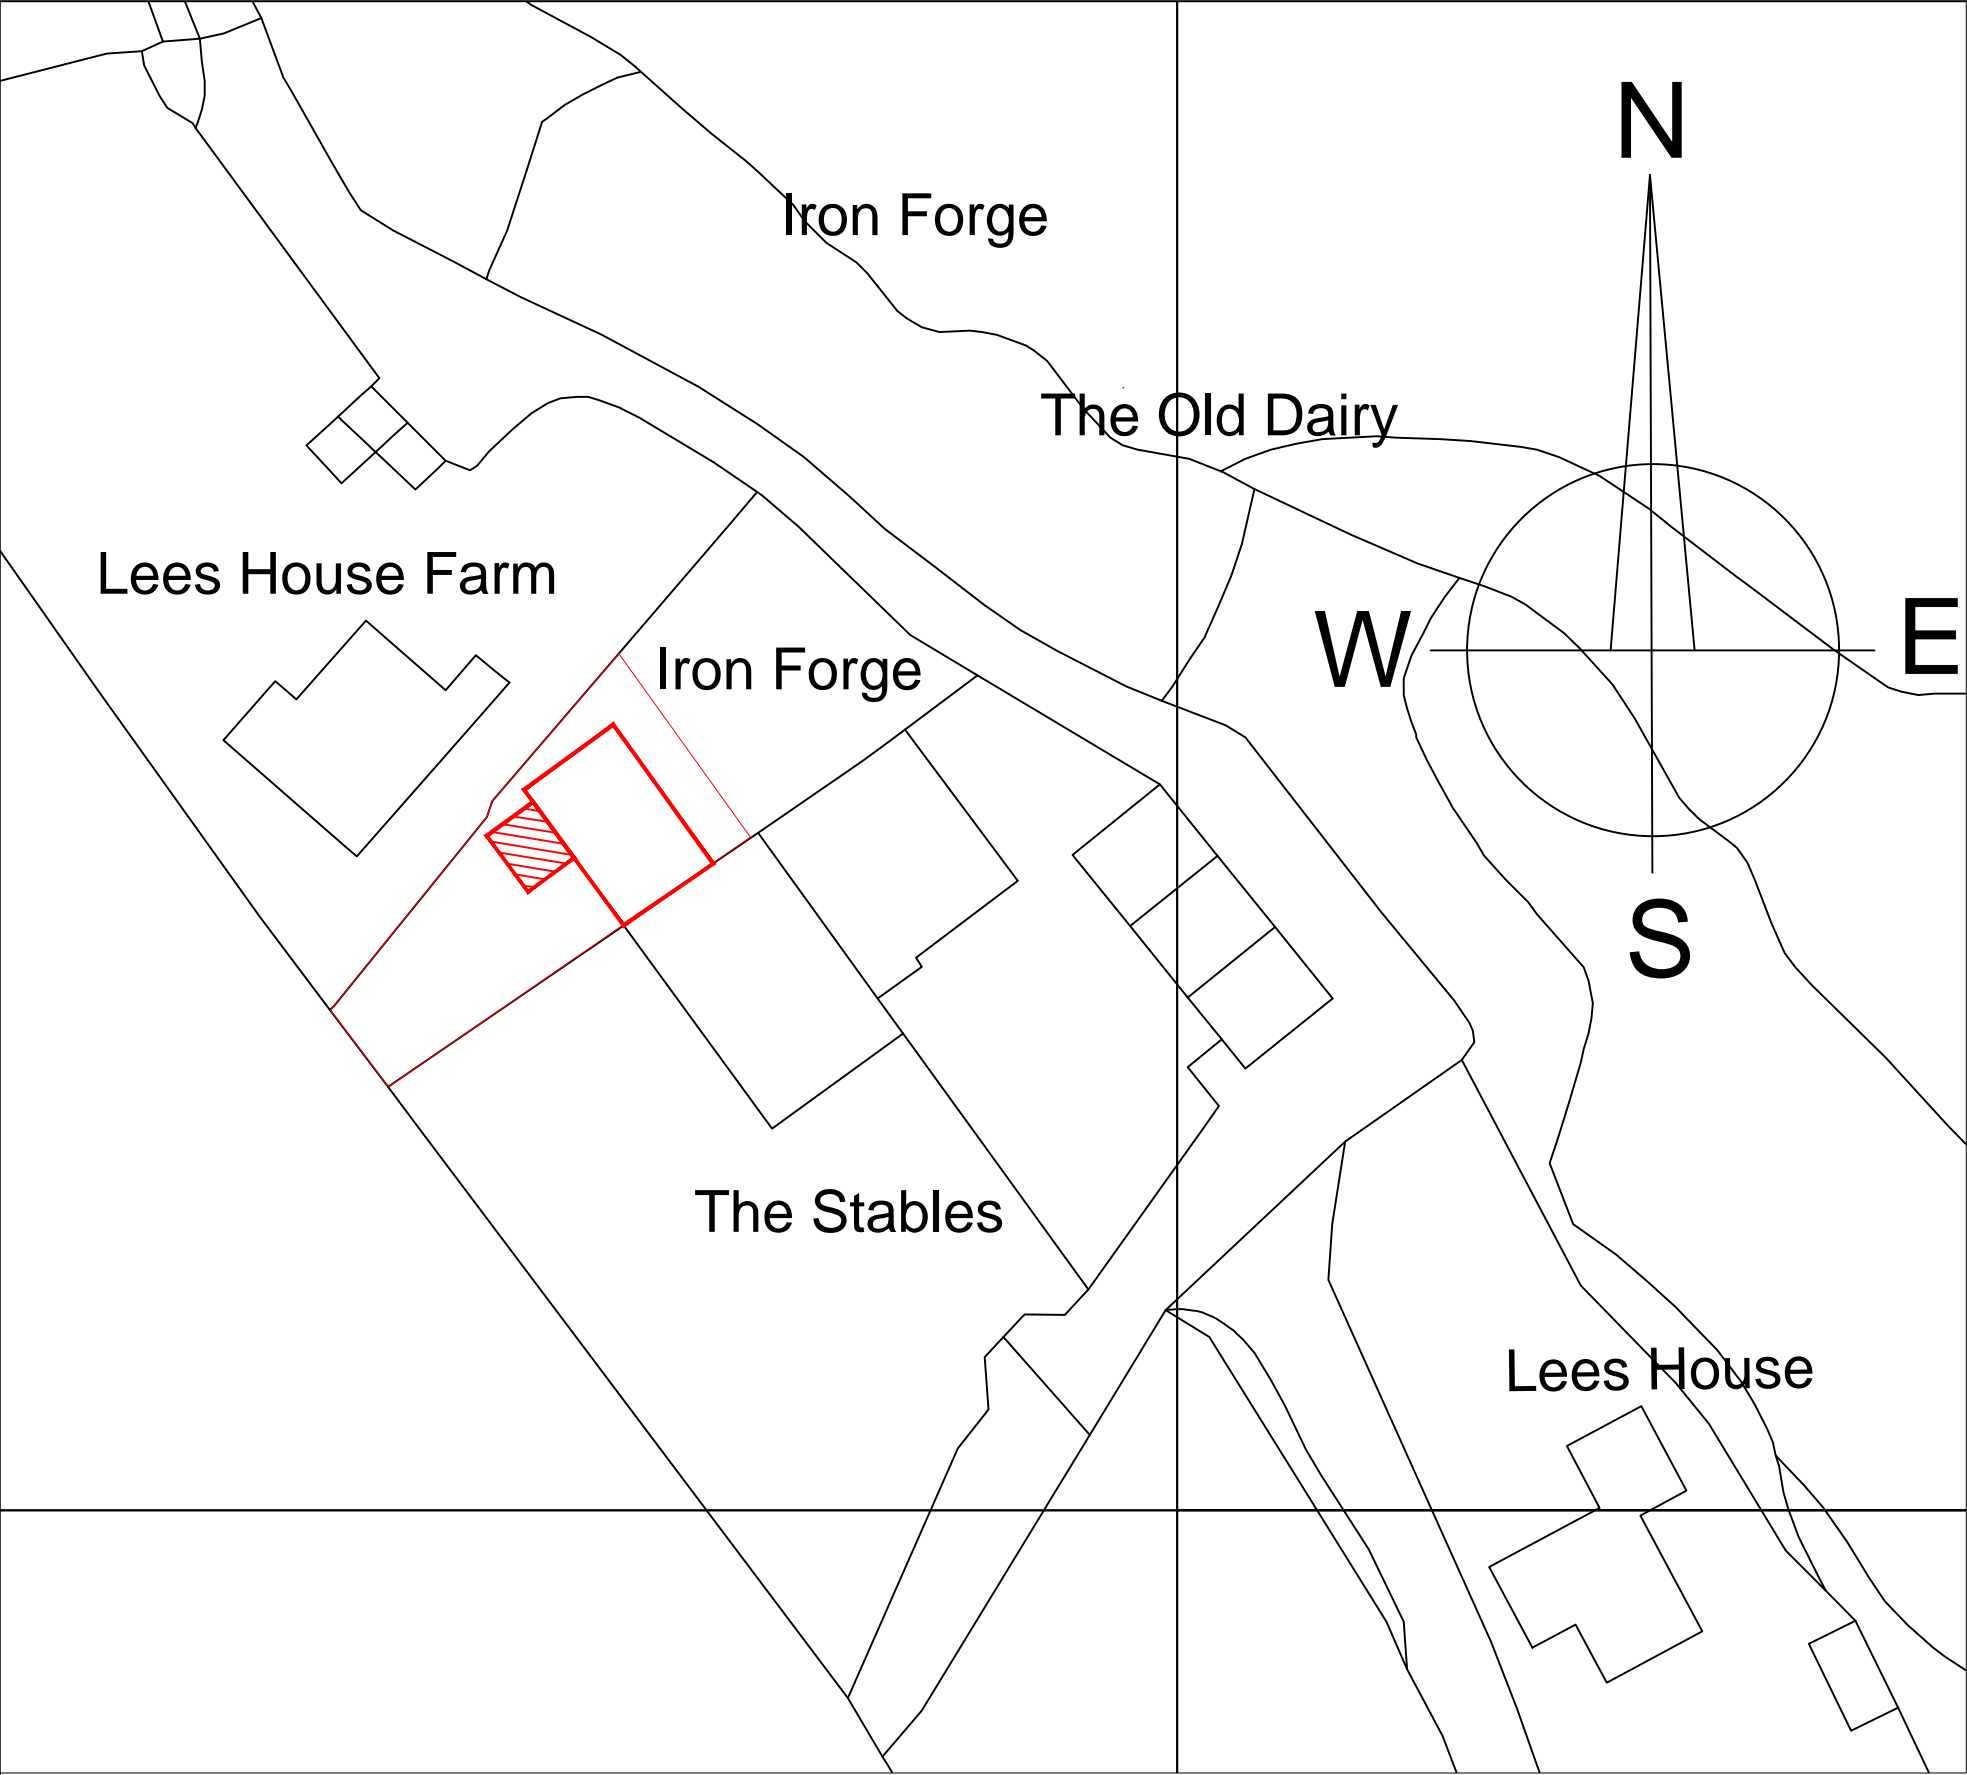 N
Iron Forge
The Old Dairy
Lees House Farm
Iron Forge
W
E
S
The Stables
Lees House